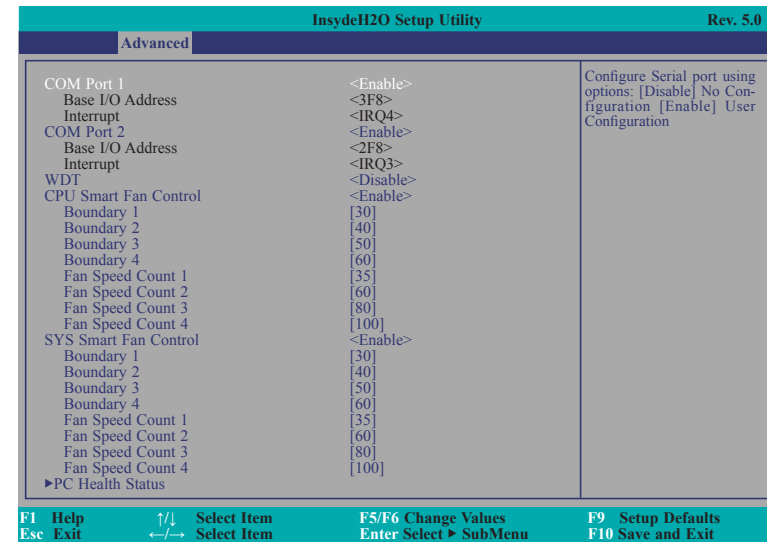 InsydeH2O Setup Utility Rev. 5.0
Advanced
COM Port 1 <Enable>
Base I/O Address <3F8>
Interrupt <IRQ4>
COM Port 2 <Enable>
Base I/O Address <2F8>
Interrupt <IRQ3>
WDT <Disable>
CPU Smart Fan Control <Enable>
Boundary 1 [30]
Boundary 2 [40]
Boundary 3 [50]
Boundary 4 [60]
Fan Speed Count 1 [35]
Fan Speed Count 2 [60]
Fan Speed Count 3 [80]
Fan Speed Count 4 [100]
SYS Smart Fan Control <Enable>
Boundary 1 [30]
Boundary 2 [40]
Boundary 3 [50]
Boundary 4 [60]
Fan Speed Count 1 [35]
Fan Speed Count 2 [60]
Fan Speed Count 3 [80]
Fan Speed Count 4 [100]
►PC Health Status
Configure Serial port using
options: [Disable] No Con-
figuration [Enable] User
Configuration
F1 Help ↑/↓ Select Item F5/F6 Change Values F9 Setup Defaults
Esc Exit ←/→ Select Item Enter Select ► SubMenu F10 Save and Exit